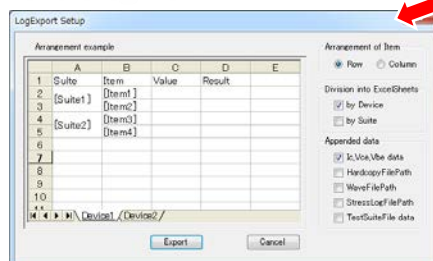 LogExport Setup
Arrangement example
A B C D E
1 Suite Item Value Result
2 [Suite1] [Item1]
3 [Item2]
4 [Suite2] [Item3]
5 [Item4]
6
7
8
9
10
Device1 Device2
Export Cancel
Arrangement of Item
Row Column
Division into ExcelSheets
by Device
by Suite
Appended data
Ic,Vce,Vbe data
HardcopyFilePath
WaveFilePath
StressLogFilePath
TestSuiteFile data